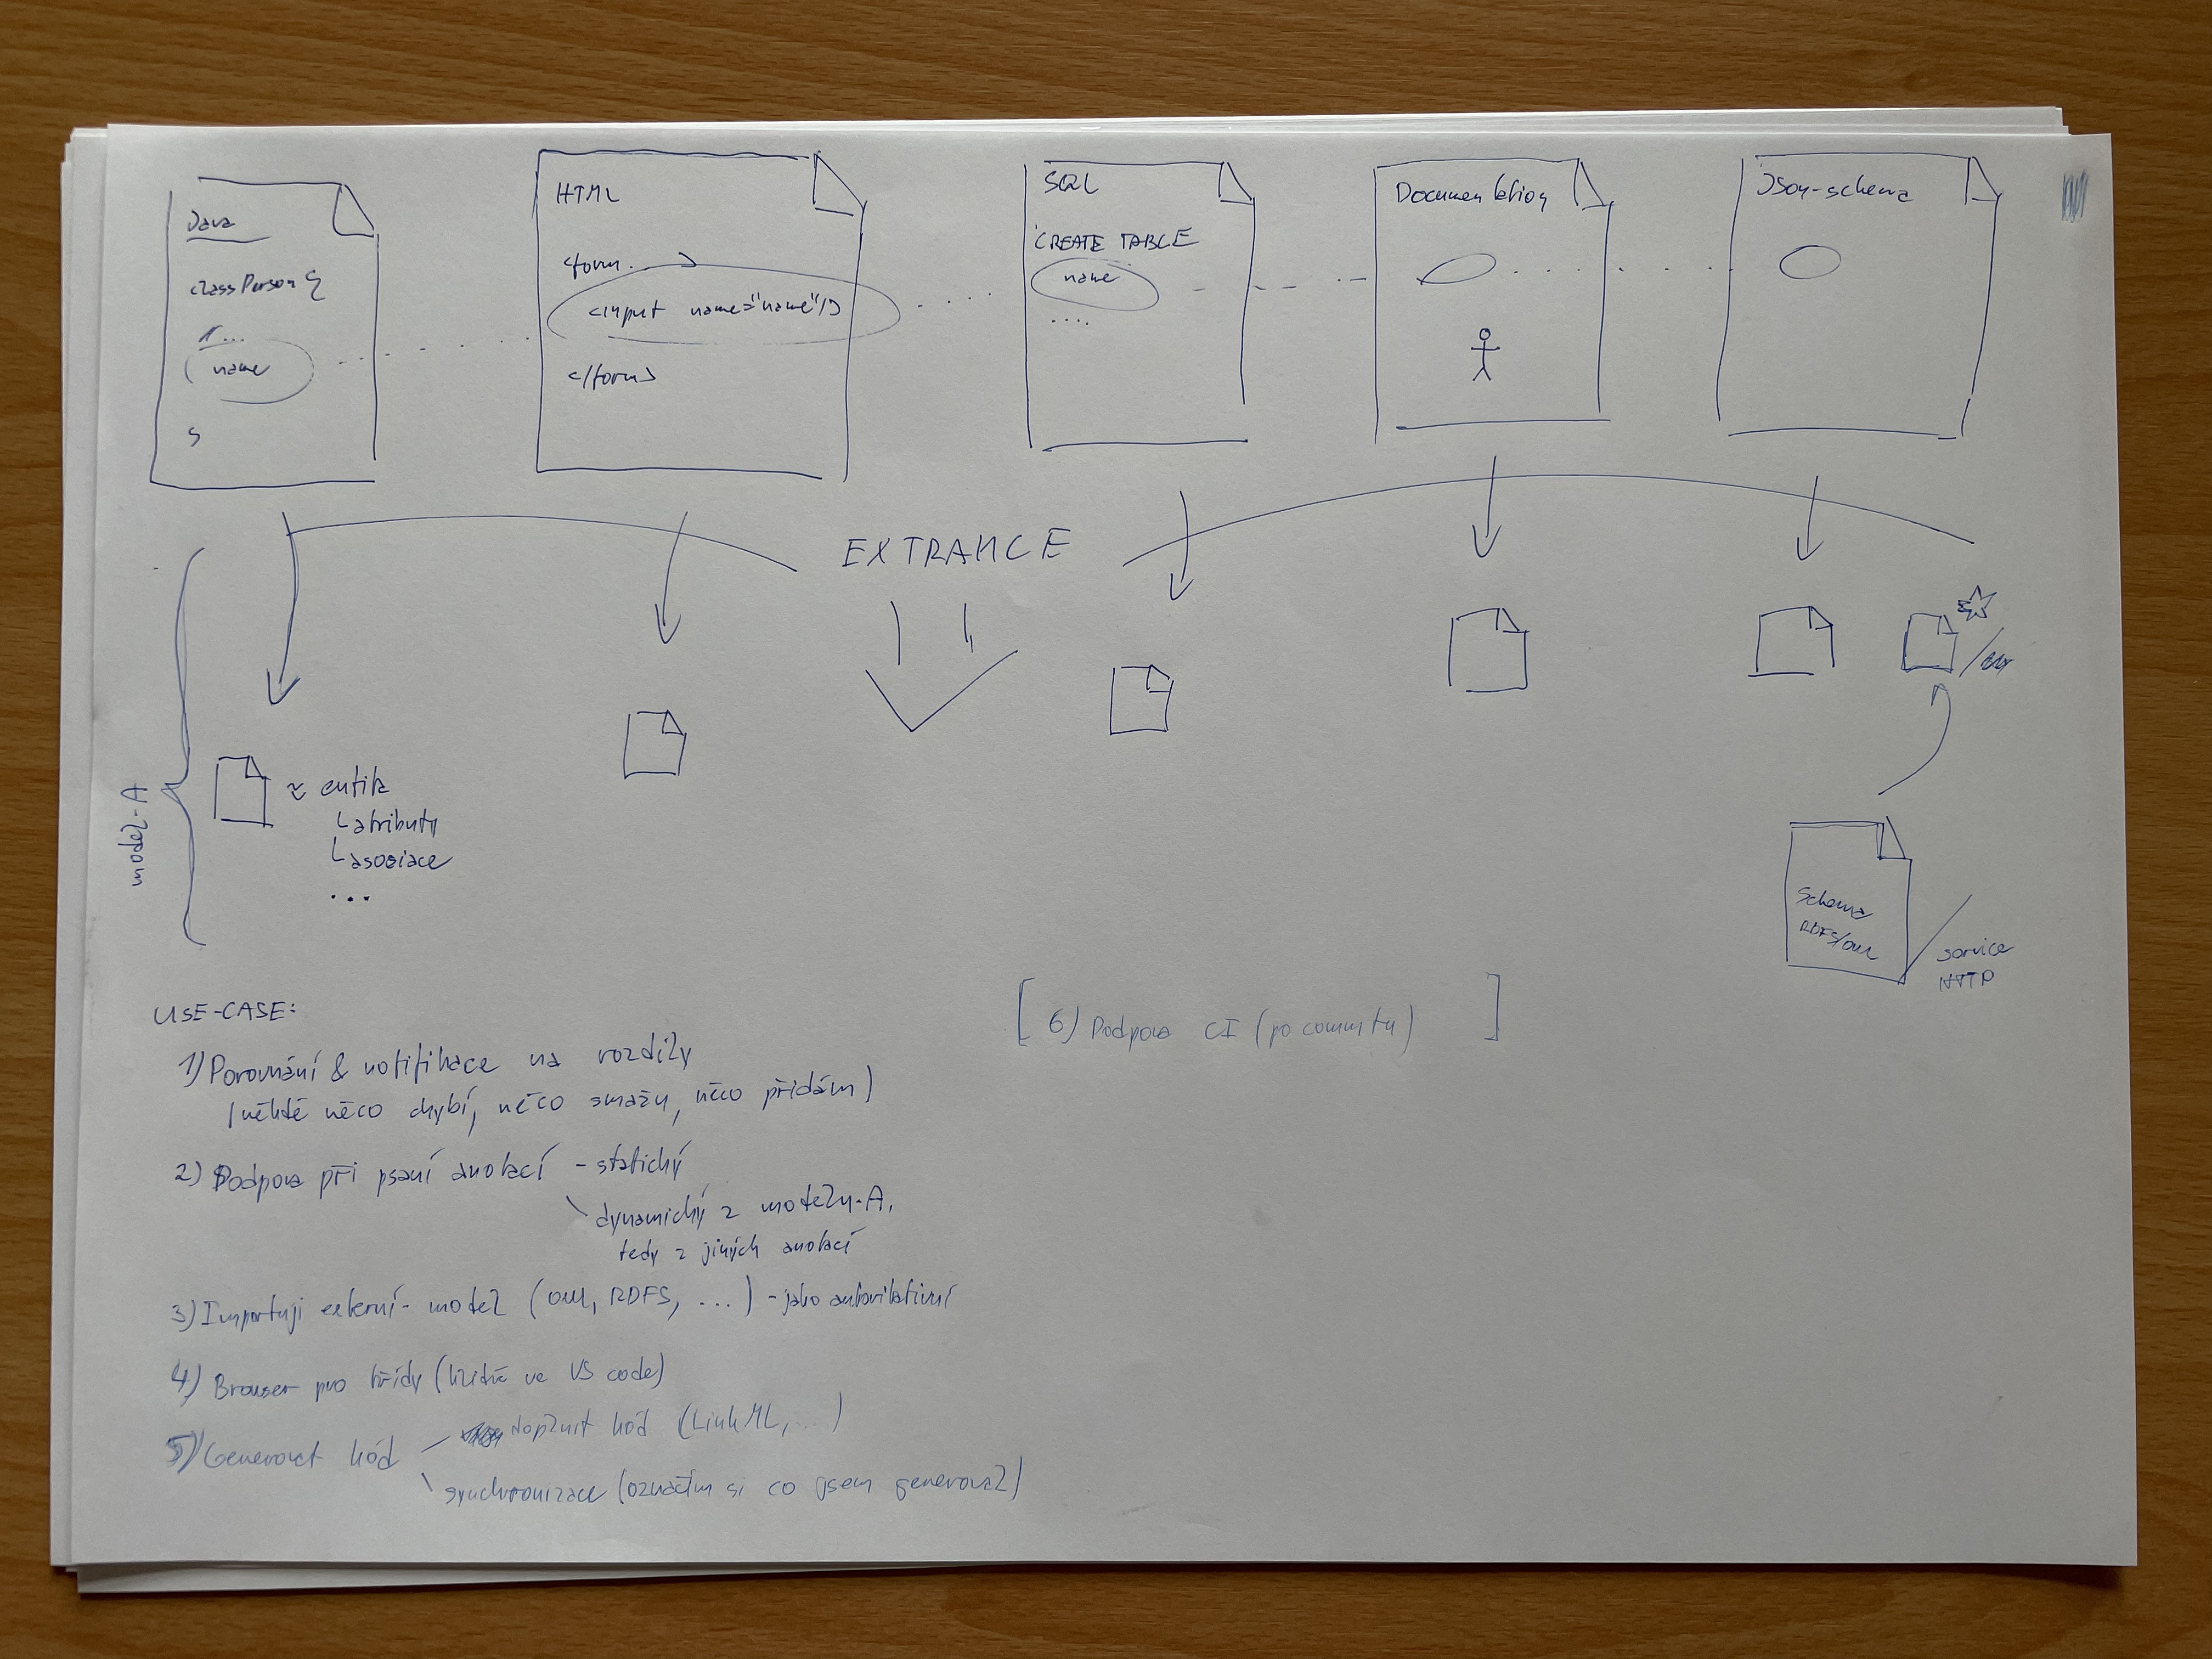 Java
class Person {
...
name
}
HTML
<form. >
<input name="name"/>
</form>
SQL
CREATE TABLE
name
....
Documentation
JSON-schema
EXTRAKCE
model-A
≈ entita
atributy
asociace
...
Schema
RDFS/OWL
service
HTTP
USE-CASE:
1) Porovnání & notifikace na rozdíly
(někde něco chybí, něco smažu, něco přidám)
2) Podpora při psaní anotací - statický
dynamický z modelu-A,
tedy z jiných anotací
3) Importuji externí- model (OWL, RDFS, ...) - jako autoritativní
4) Browser pro třídy (klidně ve VS code)
5) Generovat kód
doplnit kód (LinkML, ...)
synchronizace (označím si co jsem generoval)
[ 6) Podpora CI (po commitu) ]